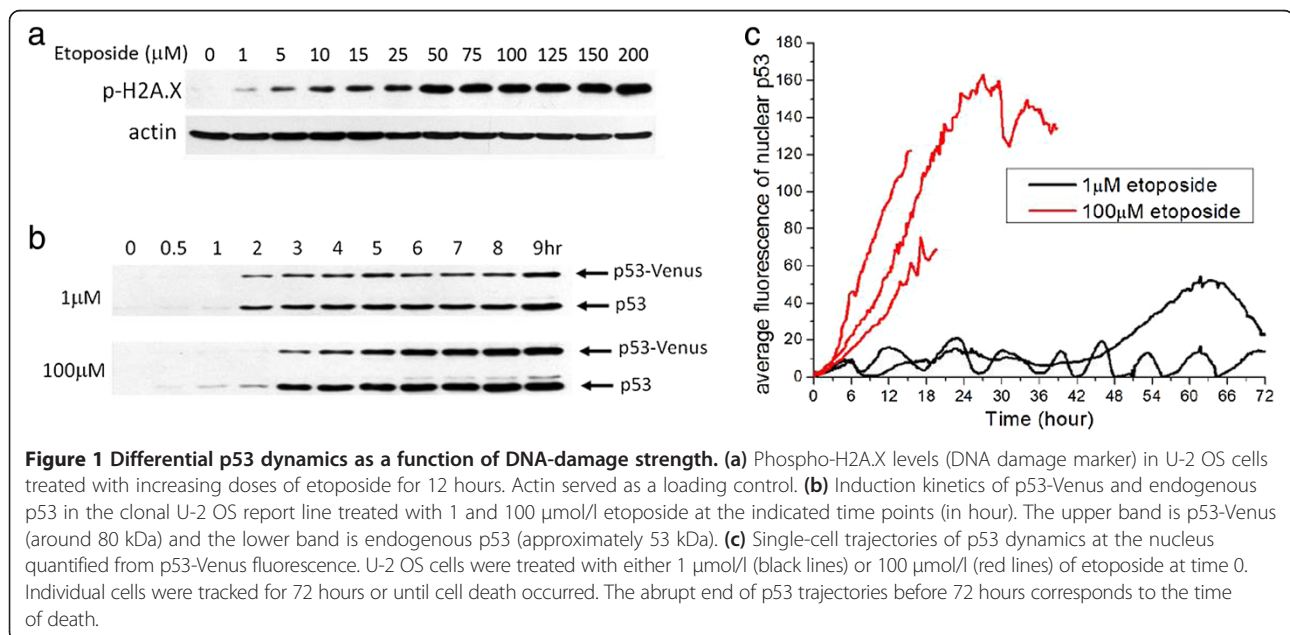 a
Etoposide (μM) 0 1 5 10 15 25 50 75 100 125 150 200
p-H2A.X
actin
b
0 0.5 1 2 3 4 5 6 7 8 9hr
p53-Venus
1μM
p53
p53-Venus
100μM
p53
c
average fluorescence of nuclear p53
180
160
140
120
100
80
60
40
20
0
1μM etoposide
100μM etoposide
0 6 12 18 24 30 36 42 48 54 60 66 72
Time (hour)
Figure 1 Differential p53 dynamics as a function of DNA-damage strength. (a) Phospho-H2A.X levels (DNA damage marker) in U-2 OS cells
treated with increasing doses of etoposide for 12 hours. Actin served as a loading control. (b) Induction kinetics of p53-Venus and endogenous
p53 in the clonal U-2 OS report line treated with 1 and 100 μmol/l etoposide at the indicated time points (in hour). The upper band is p53-Venus
(around 80 kDa) and the lower band is endogenous p53 (approximately 53 kDa). (c) Single-cell trajectories of p53 dynamics at the nucleus
quantified from p53-Venus fluorescence. U-2 OS cells were treated with either 1 μmol/l (black lines) or 100 μmol/l (red lines) of etoposide at time 0.
Individual cells were tracked for 72 hours or until cell death occurred. The abrupt end of p53 trajectories before 72 hours corresponds to the time
of death.